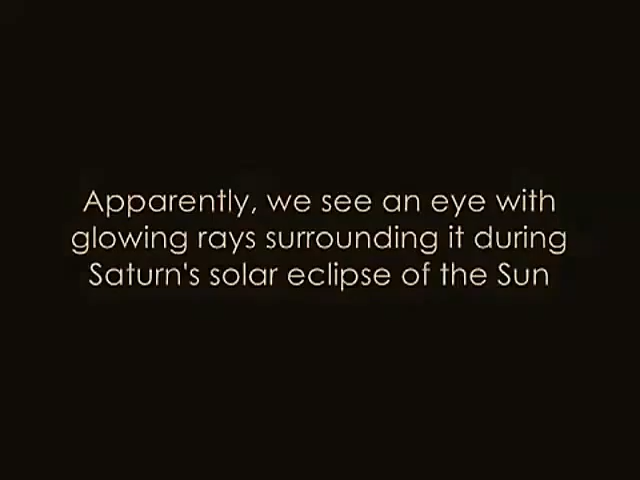 Apparently, we see an eye with
glowing rays surrounding it during
Saturn's solar eclipse of the Sun